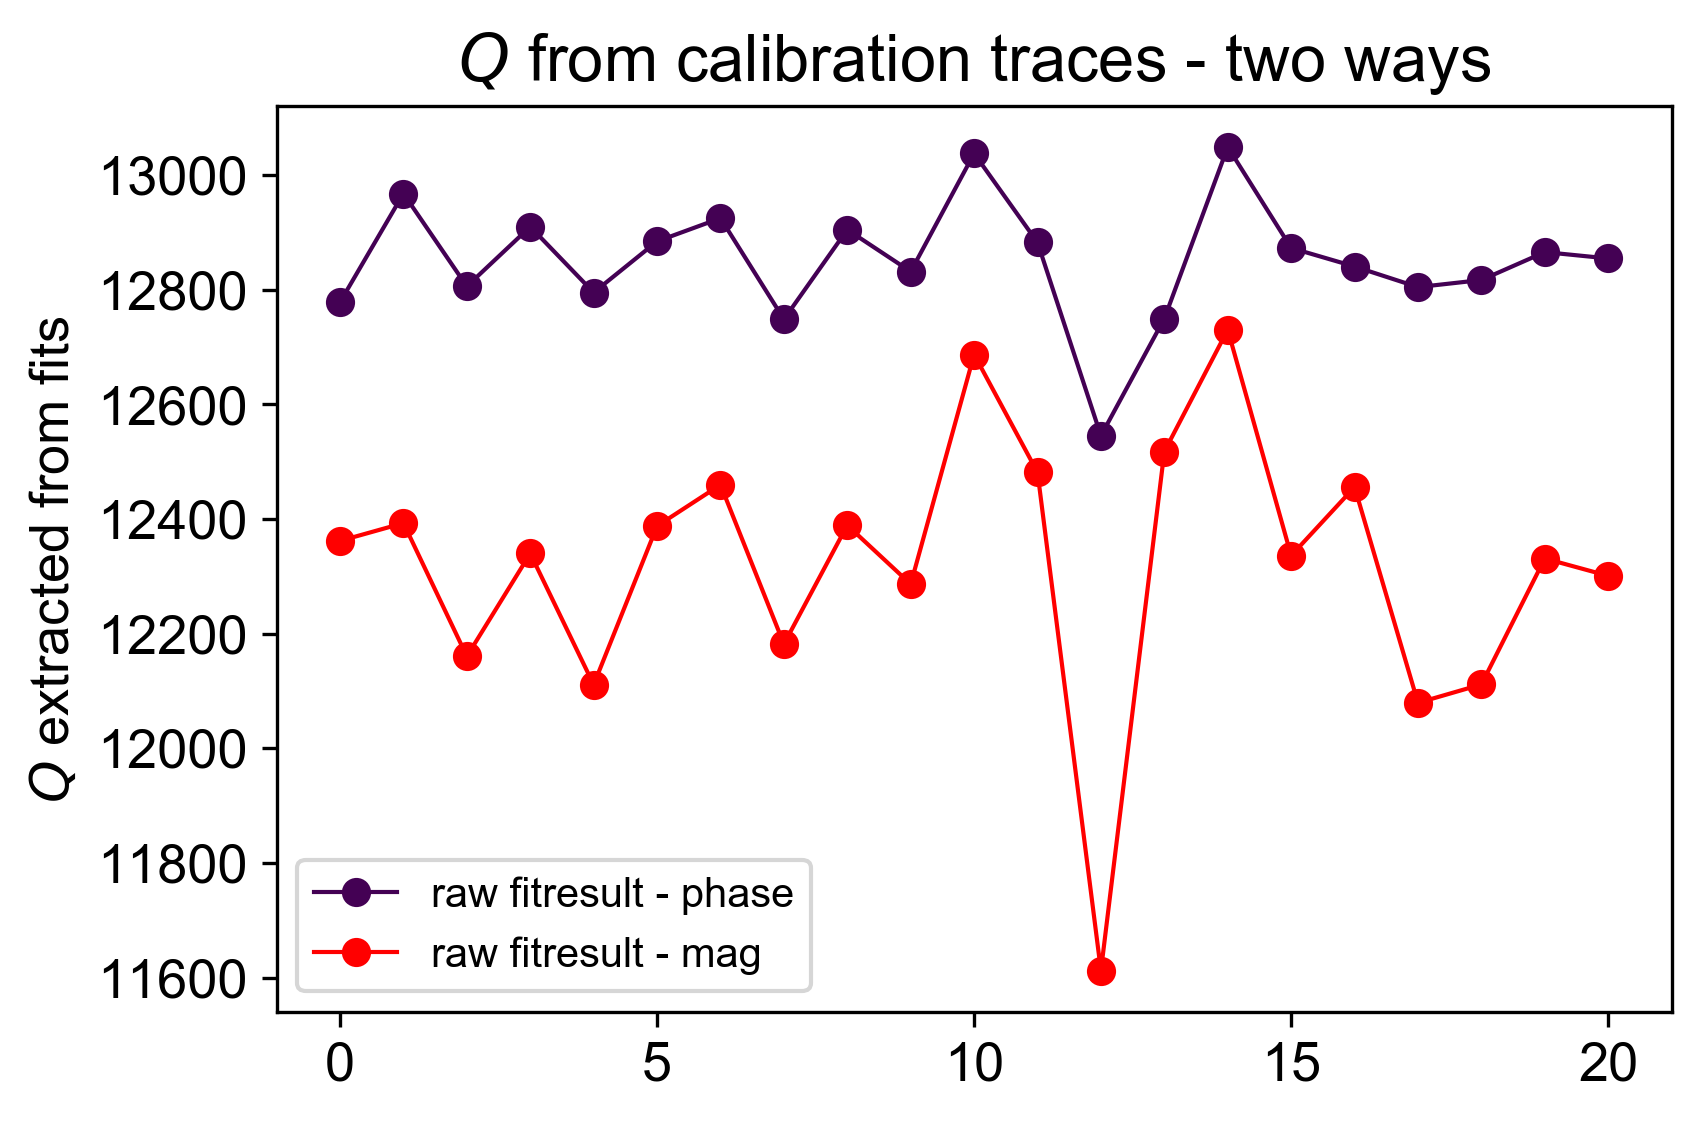 Q from calibration traces - two ways
Q extracted from fits
13000
12800
12600
12400
12200
12000
11800
11600
raw fitresult - phase
raw fitresult - mag
0 5 10 15 20